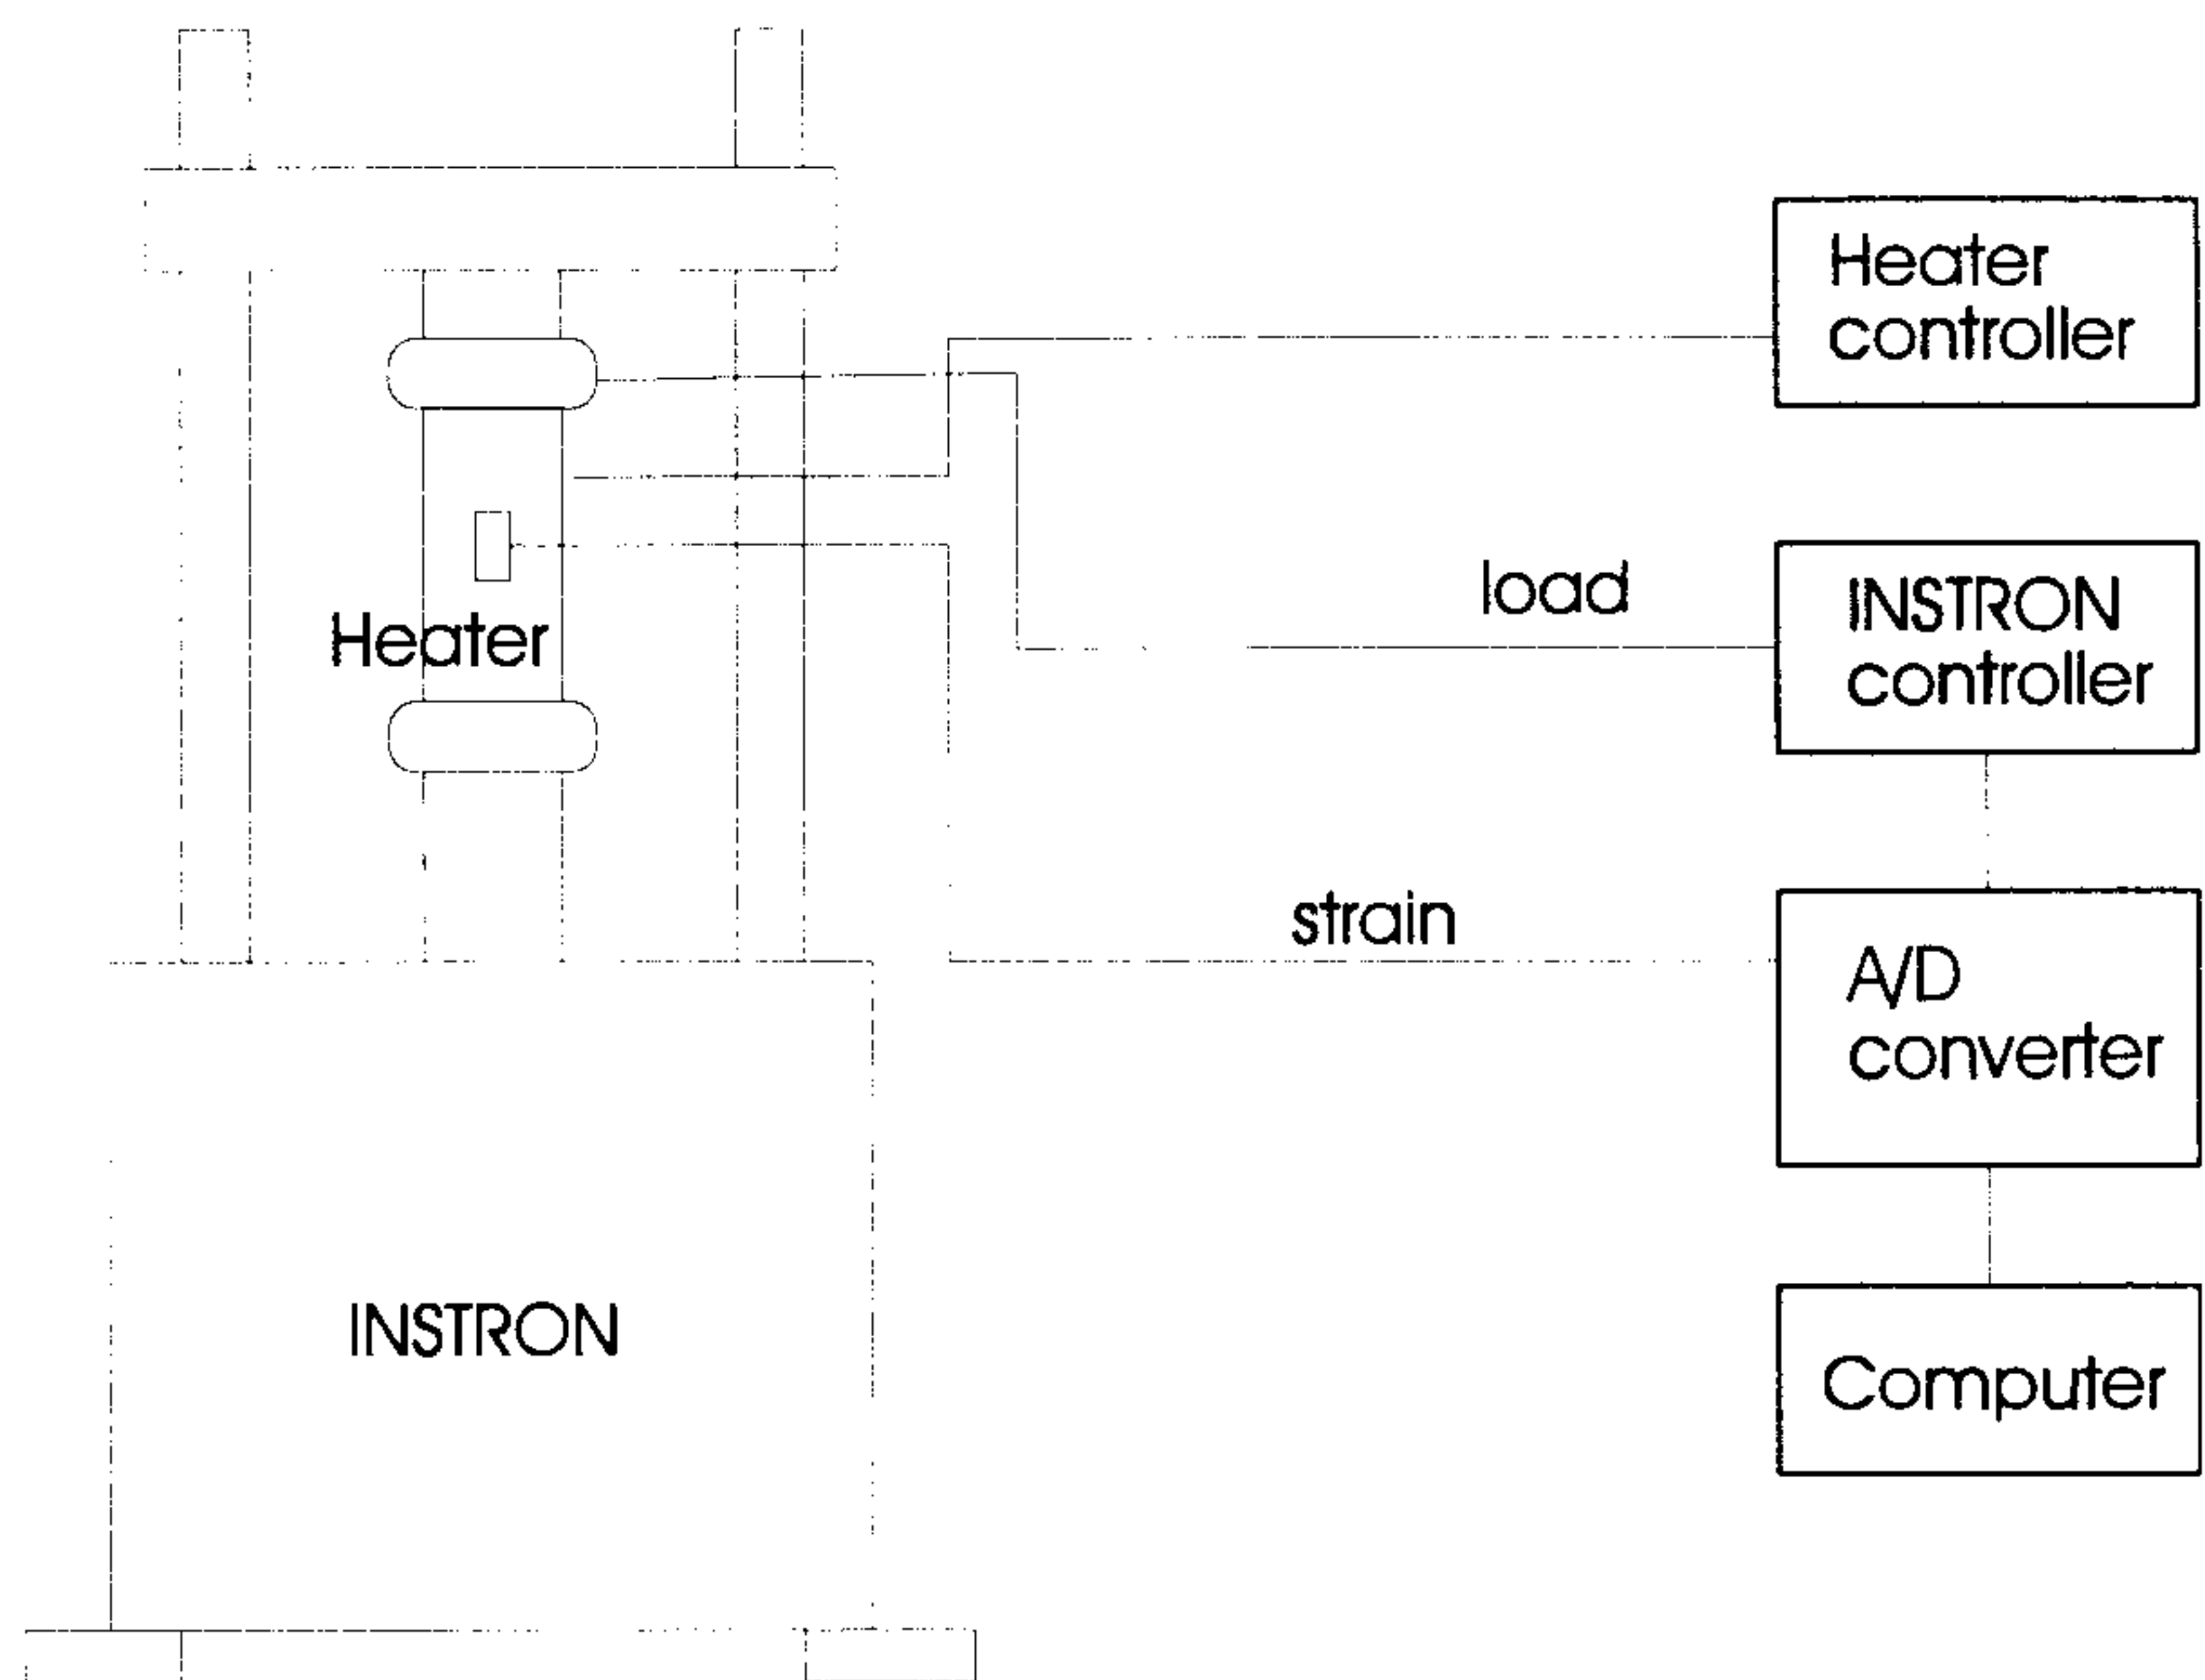 Heater
controller
load
INSTRON
controller
Heater
strain
A/D
converter
INSTRON
Computer